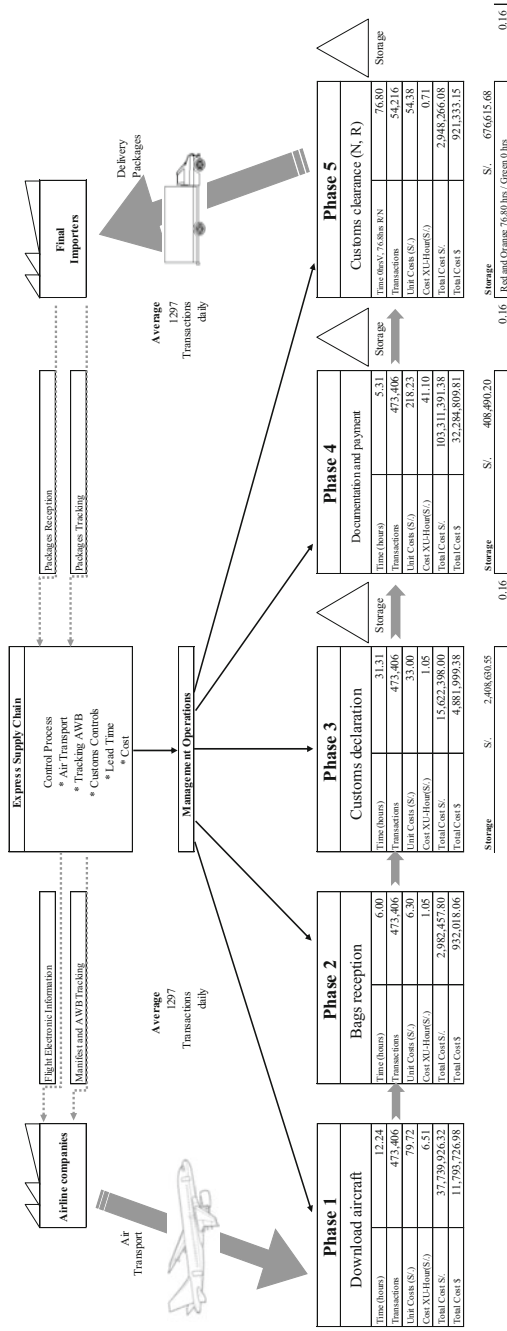 Airline companies
Flight Electronic Information
Manifest and AWB Tracking
Express Supply Chain
Control Process
* Air Transport
* Tracking AWB
* Customs Controls
* Lead Time
* Cost
Packages Reception
Packages Tracking
Final
Importers
Air
Transport
Average
1297
Transactions
daily
Management Operations
Average
1297
Transactions
daily
Delivery
Packages
Phase 1
Download aircraft
Time (hours) 12.24
Transactions 473,406
Unit Costs (S/.) 79.72
Cost XU-Hour(S/.) 6.51
Total Cost S/. 37,739,926.32
Total Cost $ 11,793,726.98
Phase 2
Bags reception
Time (hours) 6.00
Transactions 473,406
Unit Costs (S/.) 6.30
Cost XU-Hour(S/.) 1.05
Total Cost S/. 2,982,457.80
Total Cost $ 932,018.06
Phase 3
Customs declaration
Time (hours) 31.31
Transactions 473,406
Unit Costs (S/.) 33.00
Cost XU-Hour(S/.) 1.05
Total Cost S/. 15,622,398.00
Total Cost $ 4,881,999.38
Storage
Storage S/. 2,408,630.55
0.16
Phase 4
Documentation and payment
Time (hours) 5.31
Transactions 473,406
Unit Costs (S/.) 218.23
Cost XU-Hour(S/.) 41.10
Total Cost S/. 103,311,391.38
Total Cost $ 32,284,809.81
Storage
Storage S/. 408,490.20
0.16
Phase 5
Customs clearance (N, R)
Time 0hrs V, 76.8hrs R/N 76.80
Transactions 54,216
Unit Costs (S/.) 54.38
Cost XU-Hour(S/.) 0.71
Total Cost S/. 2,948,266.08
Total Cost $ 921,333.15
Storage
Storage S/. 676,615.68
0.16
Red and Orange 76.80 hrs / Green 0 hrs